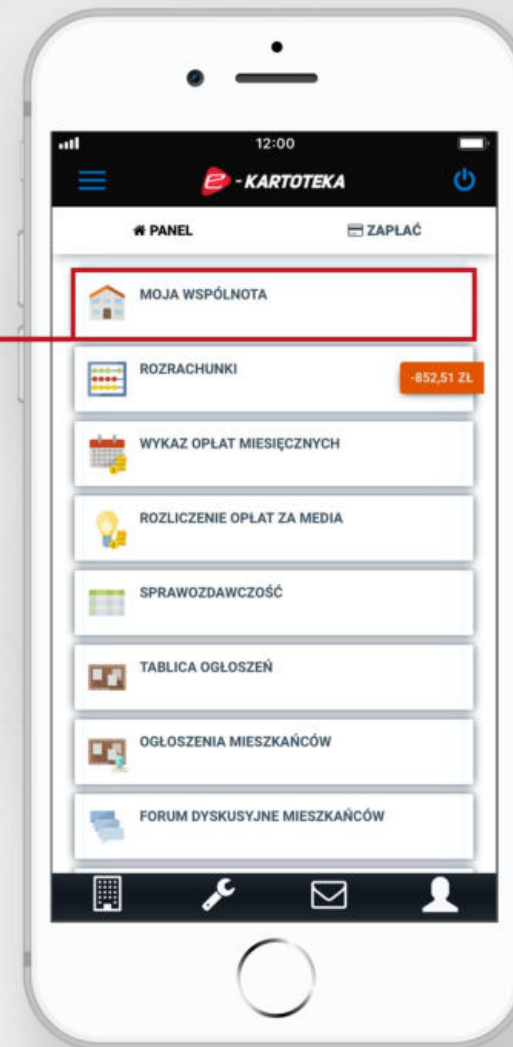 12:00
e - KARTOTEKA
PANEL
ZAPŁAĆ
MOJA WSPÓLNOTA
ROZRACHUNKI
-852,51 ZŁ
WYKAZ OPŁAT MIESIĘCZNYCH
ROZLICZENIE OPŁAT ZA MEDIA
SPRAWOZDAWCZOŚĆ
TABLICA OGŁOSZEŃ
OGŁOSZENIA MIESZKAŃCÓW
FORUM DYSKUSYJNE MIESZKAŃCÓW